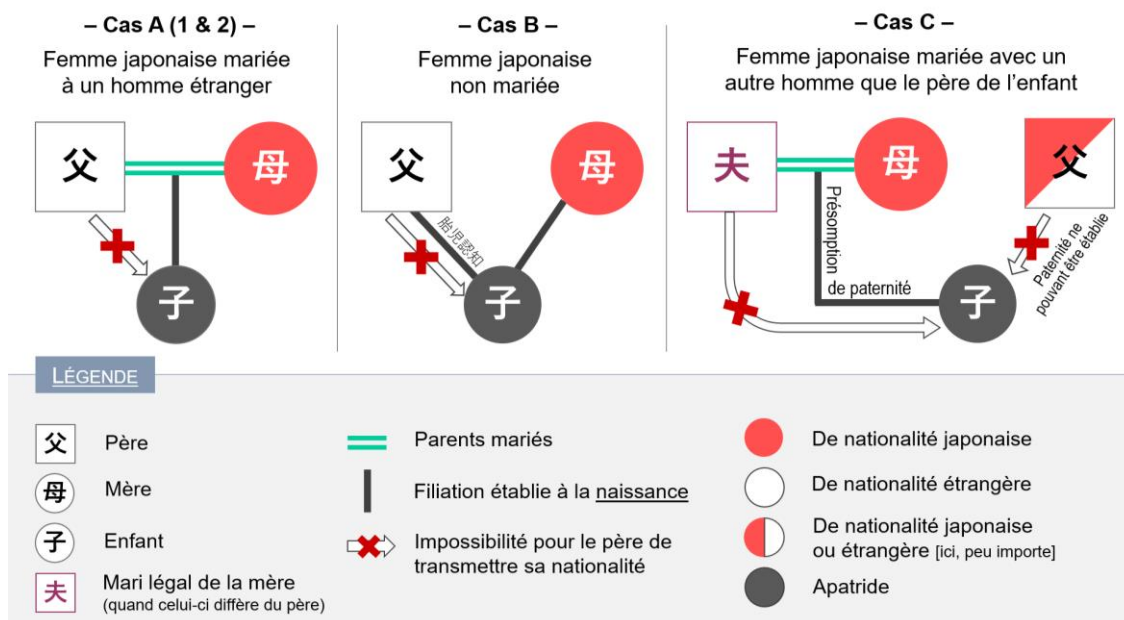 – Cas A (1 & 2) –
Femme japonaise mariée
à un homme étranger
父
母
子
– Cas B –
Femme japonaise
non mariée
父
母
胎児認知
子
– Cas C –
Femme japonaise mariée avec un
autre homme que le père de l’enfant
夫
母
父
Présomption
de paternité
子
Paternité ne
pouvant être établie
LÉGENDE
父 Père
母 Mère
子 Enfant
夫 Mari légal de la mère
(quand celui-ci diffère du père)
Parents mariés
Filiation établie à la naissance
Impossibilité pour le père de
transmettre sa nationalité
De nationalité japonaise
De nationalité étrangère
De nationalité japonaise
ou étrangère [ici, peu importe]
Apatride